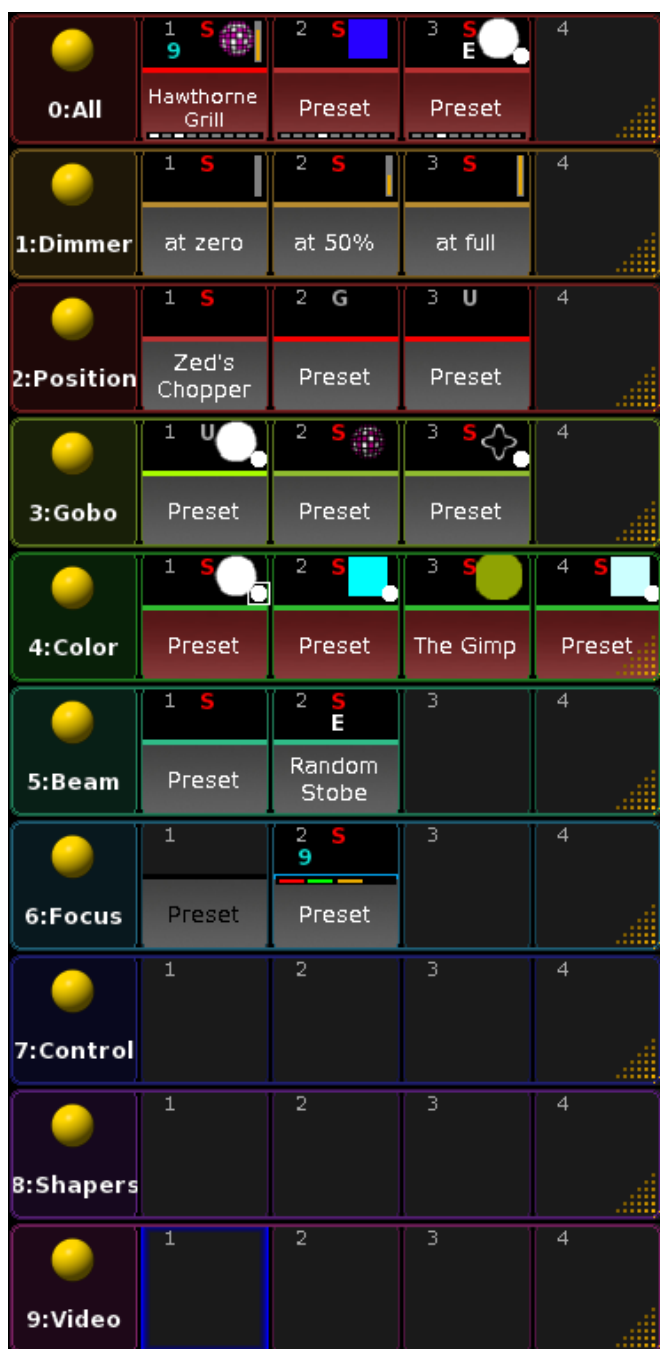 1 S 9 2 S 3 S E 4
0:All Hawthorne Grill Preset Preset
1 S 2 S 3 S 4
1:Dimmer at zero at 50% at full
1 S 2 G 3 U 4
2:Position Zed's Chopper Preset Preset
1 U 2 S 3 S 4
3:Gobo Preset Preset Preset
1 S 2 S 3 S 4 S
4:Color Preset Preset The Gimp Preset
1 S 2 S E 3 4
5:Beam Preset Random Stobe
1 2 S 9 3 4
6:Focus Preset Preset
1 2 3 4
7:Control
1 2 3 4
8:Shapers
1 2 3 4
9:Video